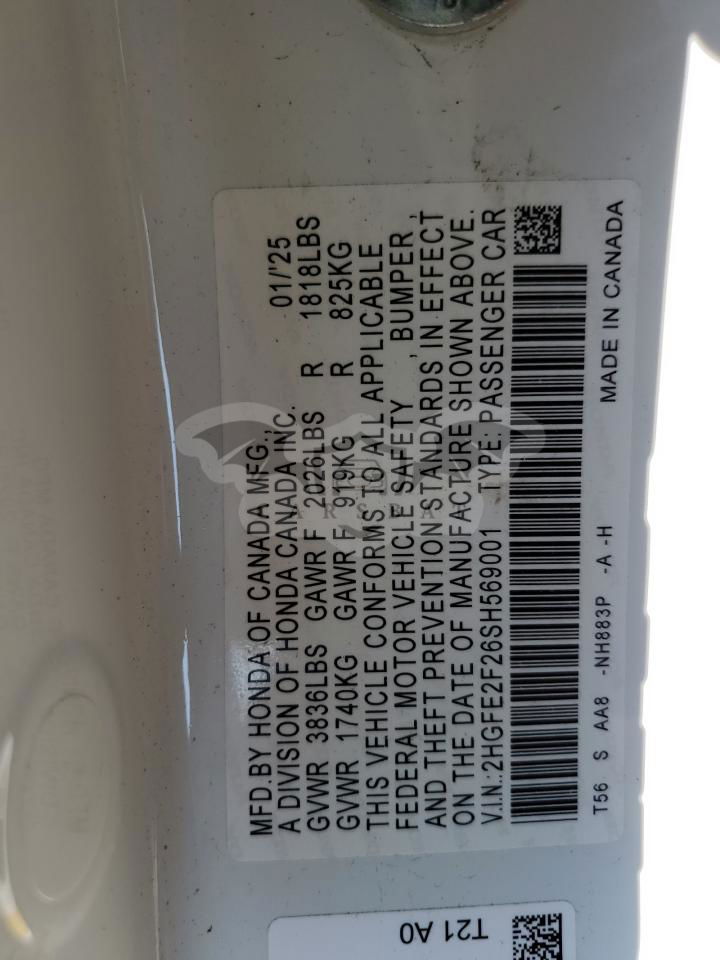 MFD.BY HONDA OF CANADA MFG.,
A DIVISION OF HONDA CANADA INC. 01/'25
GVWR 3836LBS GAWR F 2026LBS R 1818LBS
GVWR 1740KG GAWR F 919KG R 825KG
THIS VEHICLE CONFORMS TO ALL APPLICABLE
FEDERAL MOTOR VEHICLE SAFETY , BUMPER ,
AND THEFT PREVENTION STANDARDS IN EFFECT
ON THE DATE OF MANUFACTURE SHOWN ABOVE.
V.I.N.:2HGFE2F26SH569001 TYPE: PASSENGER CAR
T56 S AA8 -NH883P -A -H MADE IN CANADA
T21 A0